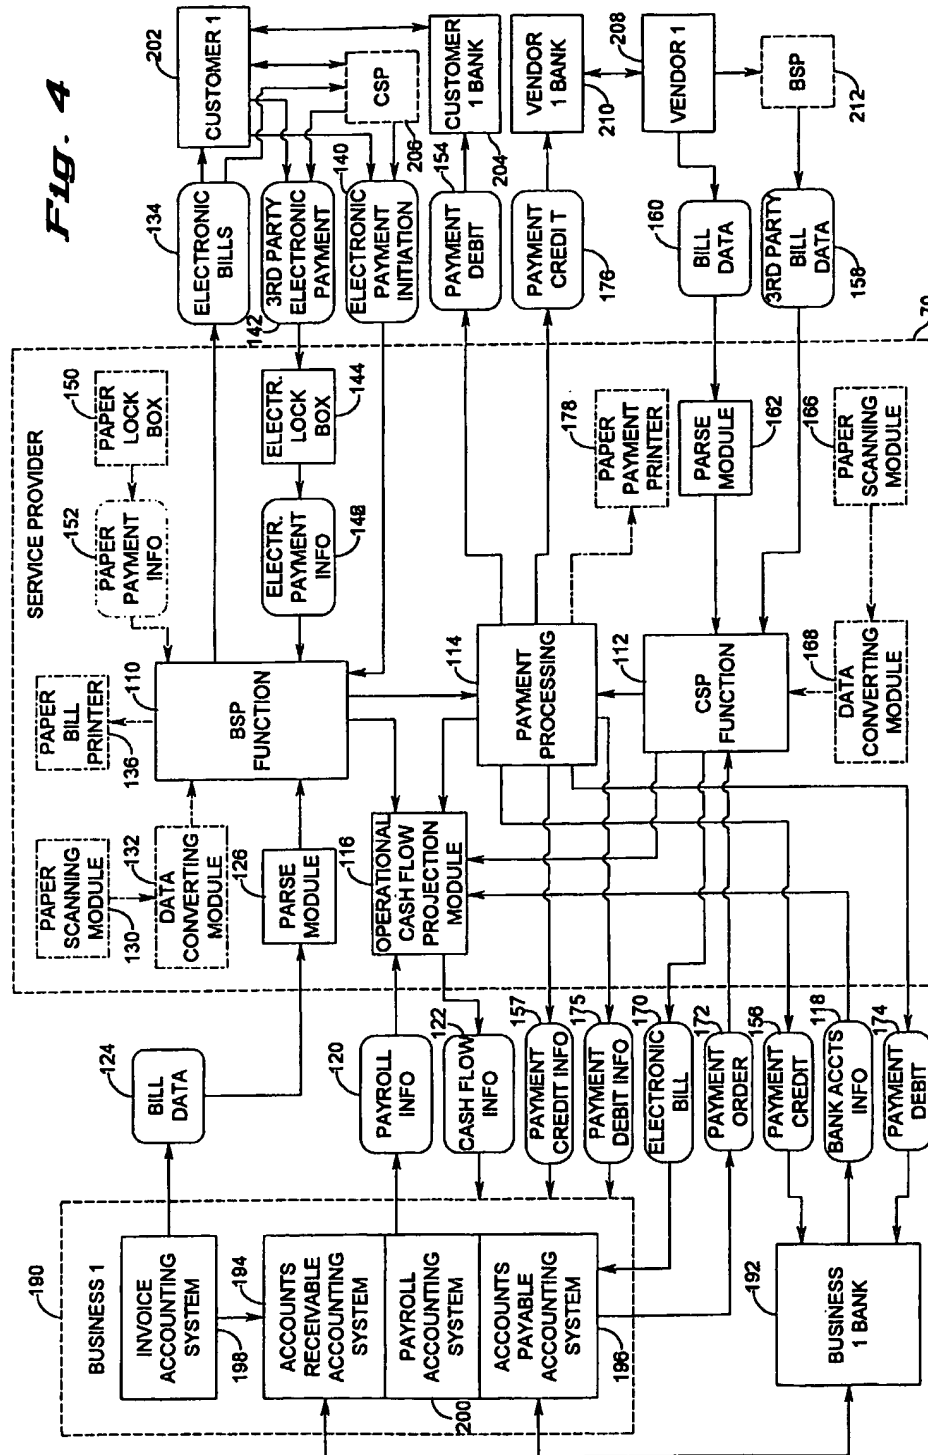 Fig. 4
190
BUSINESS 1
INVOICE
ACCOUNTING
SYSTEM
198
194
ACCOUNTS
RECEIVABLE
ACCOUNTING
SYSTEM
PAYROLL
ACCOUNTING
SYSTEM
200
ACCOUNTS
PAYABLE
ACCOUNTING
SYSTEM
196
192
BUSINESS
1 BANK
124
BILL
DATA
120
PAYROLL
INFO
122
CASH FLOW
INFO
157
PAYMENT
CREDIT INFO
175
PAYMENT
DEBIT INFO
170
ELECTRONIC
BILL
172
PAYMENT
ORDER
156
PAYMENT
CREDIT
118
BANK ACCTS
INFO
174
PAYMENT
DEBIT
SERVICE PROVIDER
PAPER
SCANNING
MODULE
130
132
DATA
CONVERTING
MODULE
126
PARSE
MODULE
116
OPERATIONAL
CASH FLOW
PROJECTION
MODULE
PAPER
BILL
PRINTER
136
110
BSP
FUNCTION
114
PAYMENT
PROCESSING
112
CSP
FUNCTION
168
DATA
CONVERTING
MODULE
150
PAPER
LOCK
BOX
152
PAPER
PAYMENT
INFO
144
ELECTR.
LOCK
BOX
148
ELECTR.
PAYMENT
INFO
178
PAPER
PAYMENT
PRINTER
162
PARSE
MODULE
166
PAPER
SCANNING
MODULE
70
134
ELECTRONIC
BILLS
142
3RD PARTY
ELECTRONIC
PAYMENT
140
ELECTRONIC
PAYMENT
INITIATION
154
PAYMENT
DEBIT
176
PAYMENT
CREDIT
160
BILL
DATA
3RD PARTY
BILL
DATA
158
202
CUSTOMER 1
CSP
206
CUSTOMER
1 BANK
204
VENDOR
1 BANK
210
208
VENDOR 1
BSP
212